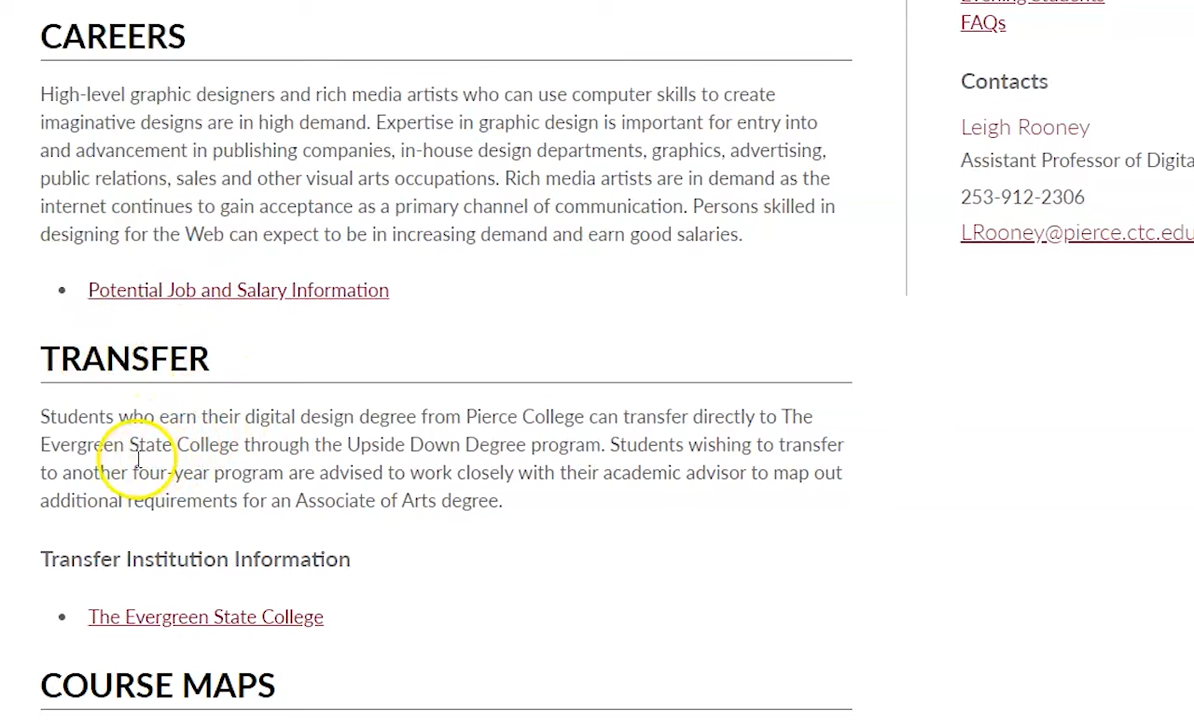 CAREERS
High-level graphic designers and rich media artists who can use computer skills to create
imaginative designs are in high demand. Expertise in graphic design is important for entry into
and advancement in publishing companies, in-house design departments, graphics, advertising,
public relations, sales and other visual arts occupations. Rich media artists are in demand as the
internet continues to gain acceptance as a primary channel of communication. Persons skilled in
designing for the Web can expect to be in increasing demand and earn good salaries.
• Potential Job and Salary Information
TRANSFER
Students who earn their digital design degree from Pierce College can transfer directly to The
Evergreen State College through the Upside Down Degree program. Students wishing to transfer
to another four-year program are advised to work closely with their academic advisor to map out
additional requirements for an Associate of Arts degree.
Transfer Institution Information
• The Evergreen State College
COURSE MAPS
Evening Students
FAQs
Contacts
Leigh Rooney
Assistant Professor of Digita
253-912-2306
LRooney@pierce.ctc.edu